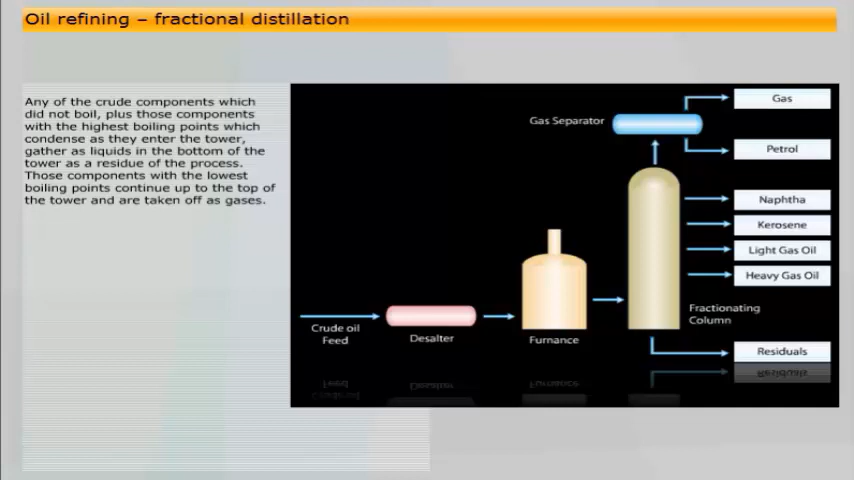 Oil refining – fractional distillation
Any of the crude components which
did not boil, plus those components
with the highest boiling points which
condense as they enter the tower,
gather as liquids in the bottom of the
tower as a residue of the process.
Those components with the lowest
boiling points continue up to the top of
the tower and are taken off as gases.
Gas
Gas Separator
Petrol
Naphtha
Kerosene
Light Gas Oil
Heavy Gas Oil
Fractionating
Column
Crude oil
Feed
Desalter
Furnance
Residuals